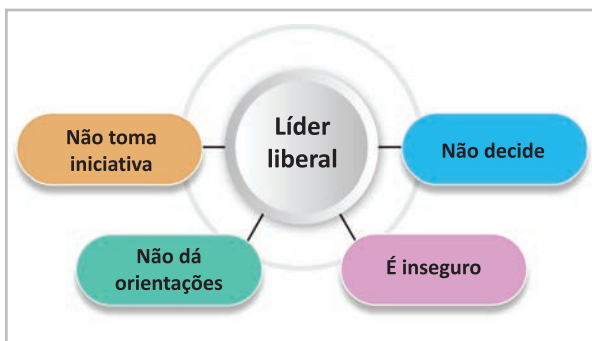 Líder
liberal
Não toma
iniciativa
Não decide
Não dá
orientações
É inseguro